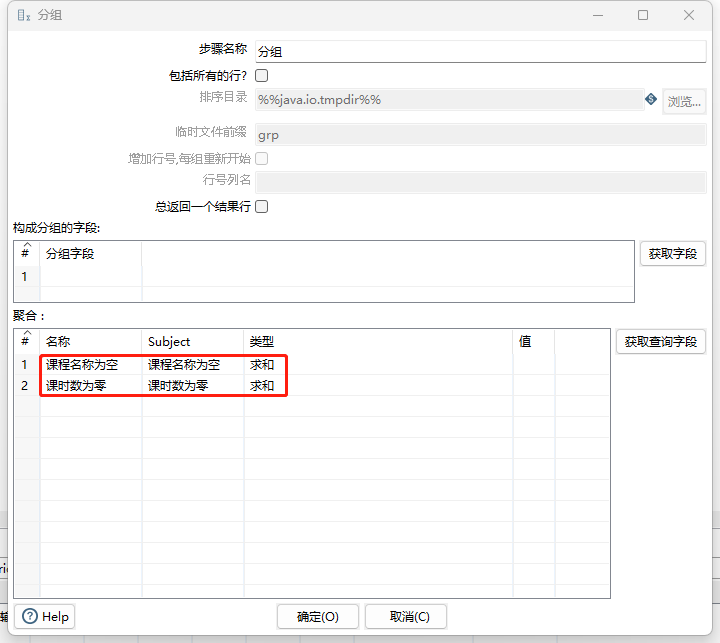 分组
步骤名称 分组
包括所有的行?
排序目录 %%java.io.tmpdir%% 浏览...
临时文件前缀 grp
增加行号,每组重新开始
行号列名
总返回一个结果行
构成分组的字段:
# 分组字段 获取字段
1
聚合 :
# 名称 Subject 类型 值 获取查询字段
1 课程名称为空 课程名称为空 求和
2 课时数为零 课时数为零 求和
Help 确定(O) 取消(C)